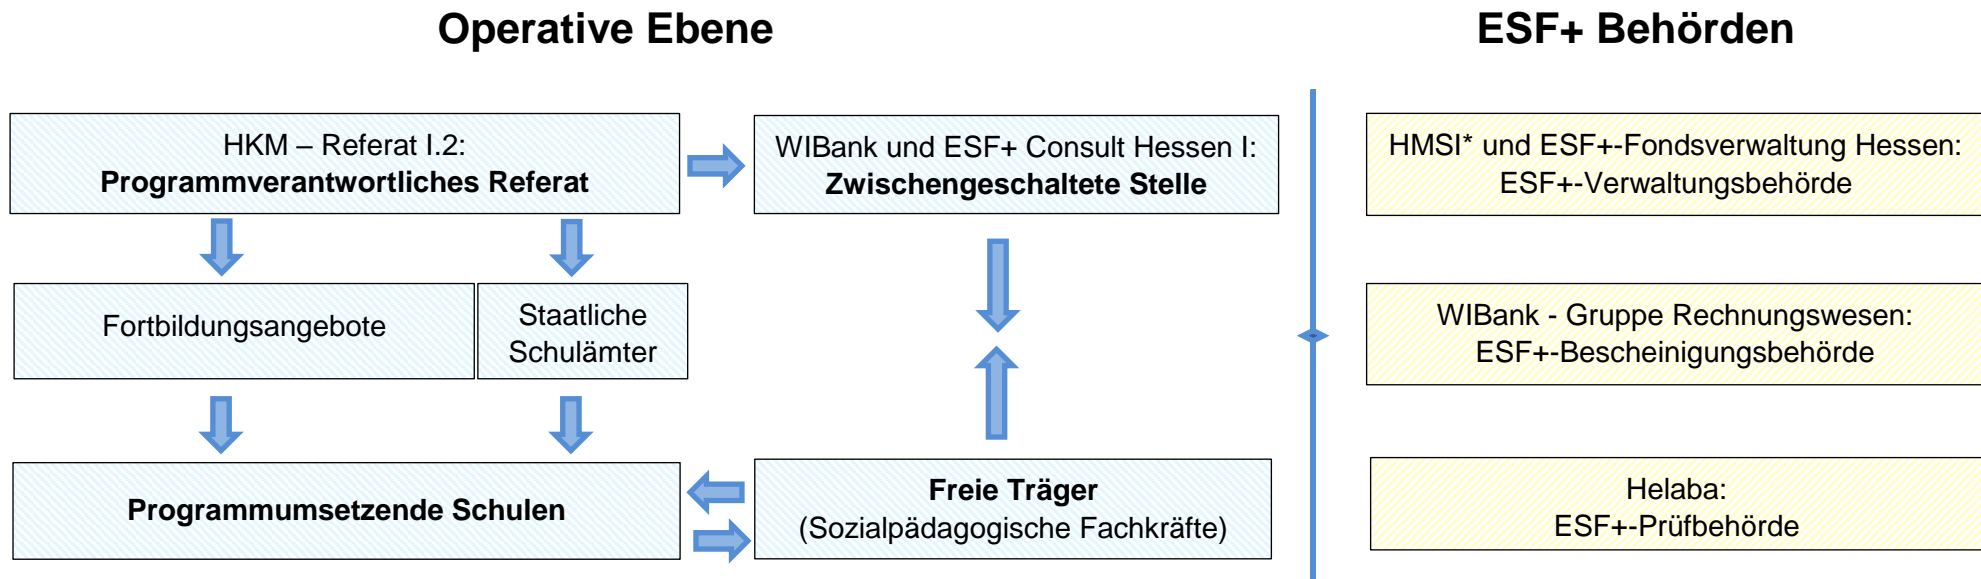 Operative Ebene
ESF+ Behörden
HKM – Referat I.2:
Programmverantwortliches Referat
WIBank und ESF+ Consult Hessen I:
Zwischengeschaltete Stelle
HMSI* und ESF+-Fondsverwaltung Hessen:
ESF+-Verwaltungsbehörde
Fortbildungsangebote
Staatliche
Schulämter
WIBank - Gruppe Rechnungswesen:
ESF+-Bescheinigungsbehörde
Programmumsetzende Schulen
Freie Träger
(Sozialpädagogische Fachkräfte)
Helaba:
ESF+-Prüfbehörde